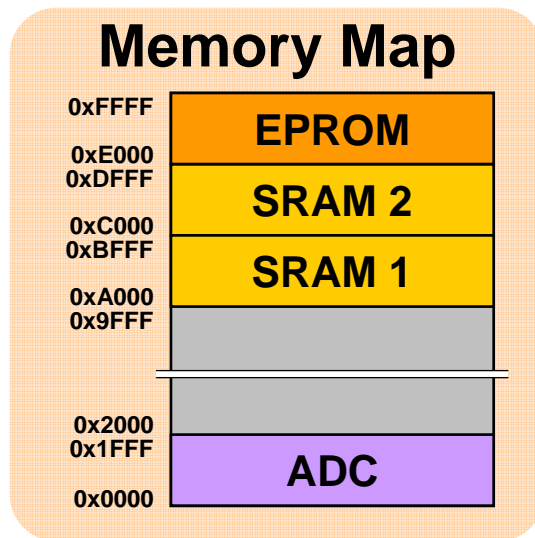 Memory Map
0xFFFF
EPROM
0xE000
0xDFFF
SRAM 2
0xC000
0xBFFF
SRAM 1
0xA000
0x9FFF
0x2000
0x1FFF
ADC
0x0000